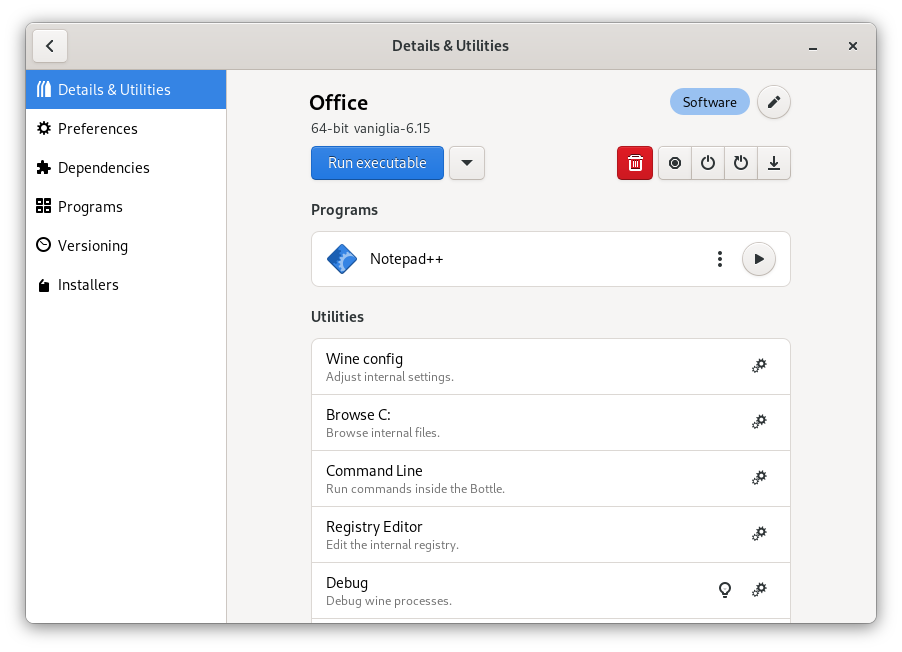 Details & Utilities
Details & Utilities
Preferences
Dependencies
Programs
Versioning
Installers
Office
Software
64-bit vaniglia-6.15
Run executable
Programs
Notepad++
Utilities
Wine config
Adjust internal settings.
Browse C:
Browse internal files.
Command Line
Run commands inside the Bottle.
Registry Editor
Edit the internal registry.
Debug
Debug wine processes.